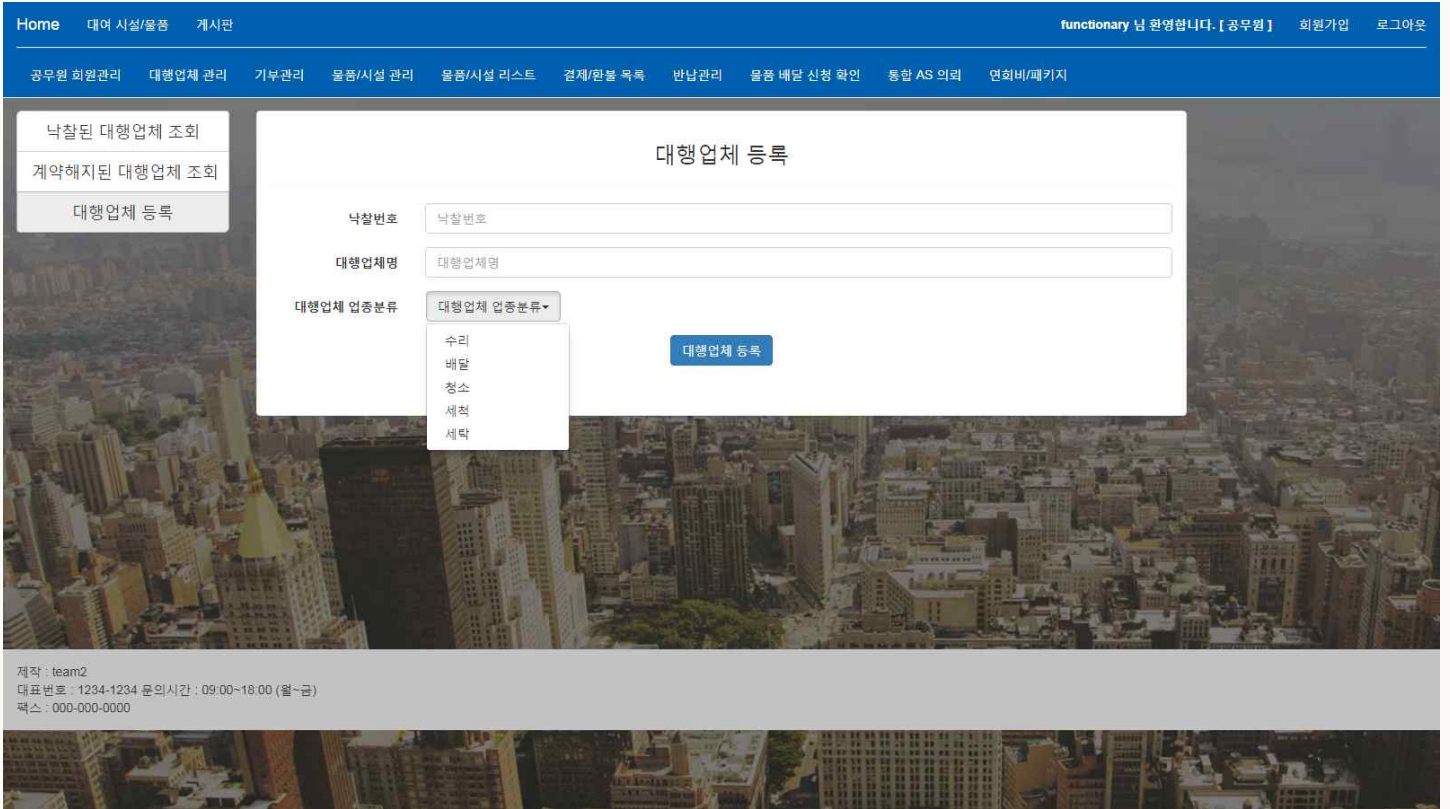 Home 대여 시설/물품 게시판 functionary 님 환영합니다. [ 공무원 ] 회원가입 로그아웃
공무원 회원관리 대행업체 관리 기부관리 물품/시설 관리 물품/시설 리스트 결제/환불 목록 반납관리 물품 배달 신청 확인 통합 AS 의뢰 연회비/패키지
낙찰된 대행업체 조회
계약해지된 대행업체 조회
대행업체 등록
대행업체 등록
낙찰번호 낙찰번호
대행업체명 대행업체명
대행업체 업종분류 대행업체 업종분류
수리
배달
청소
세척
세탁
대행업체 등록
제작 : team2
대표번호 : 1234-1234 문의시간 : 09:00~18:00 (월~금)
팩스 : 000-000-0000